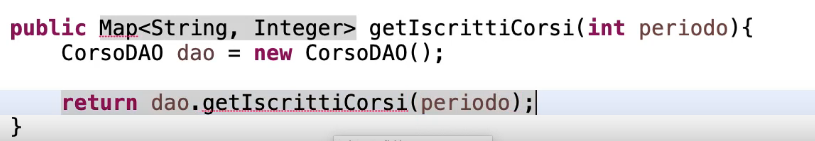 public Map<String, Integer> getIscrittiCorsi(int periodo){
CorsoDAO dao = new CorsoDAO();
return dao.getIscrittiCorsi(periodo);
}